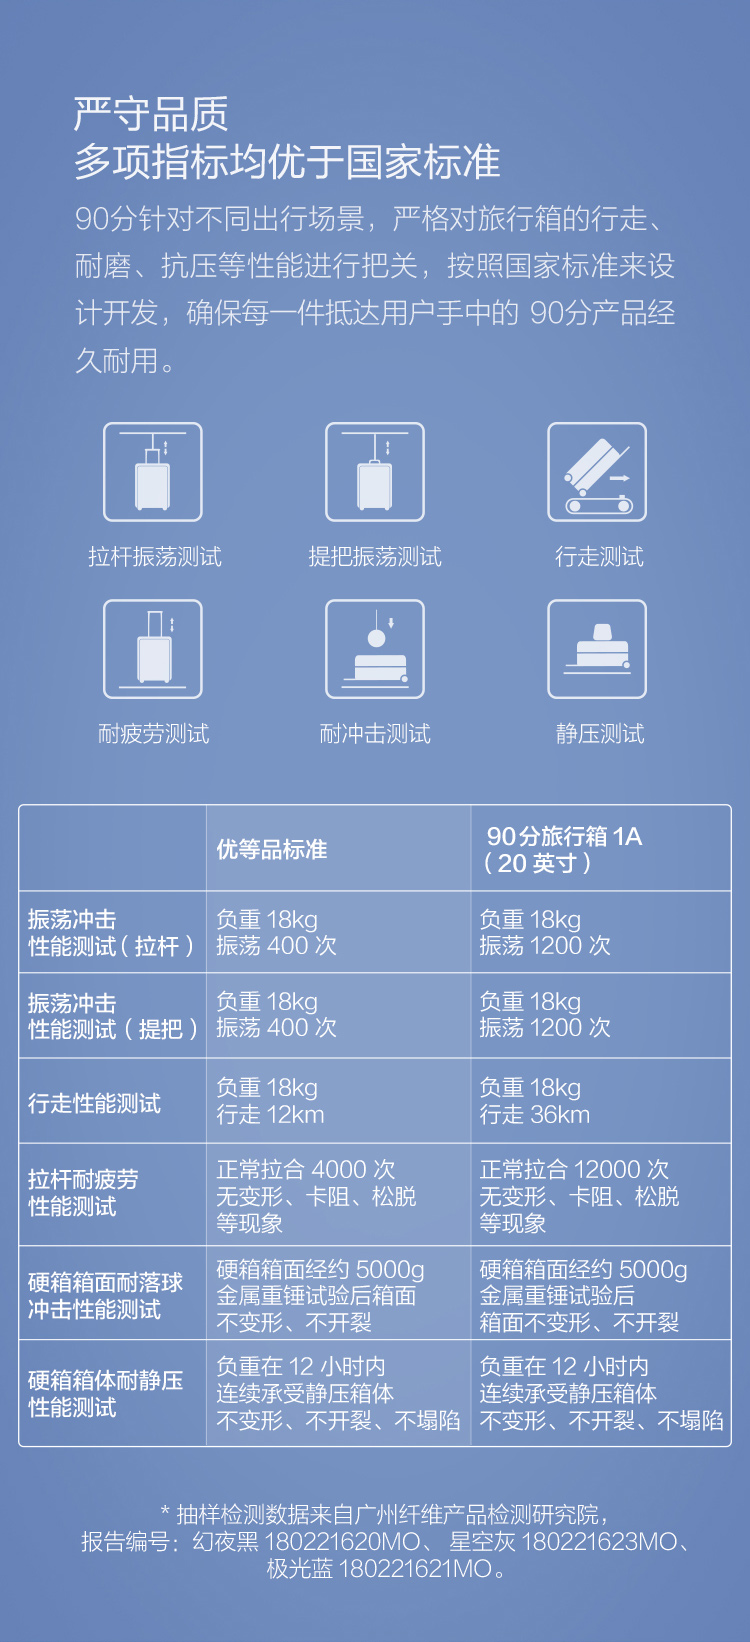 严守品质
多项指标均优于国家标准
90分针对不同出行场景，严格对旅行箱的行走、
耐磨、抗压等性能进行把关，按照国家标准来设
计开发，确保每一件抵达用户手中的 90分产品经
久耐用。
拉杆振荡测试
提把振荡测试
行走测试
耐疲劳测试
耐冲击测试
静压测试
优等品标准
90分旅行箱 1A
（20 英寸）
振荡冲击
性能测试（拉杆）
负重 18kg
振荡 400 次
负重 18kg
振荡 1200 次
振荡冲击
性能测试（提把）
负重 18kg
振荡 400 次
负重 18kg
振荡 1200 次
行走性能测试
负重 18kg
行走 12km
负重 18kg
行走 36km
拉杆耐疲劳
性能测试
正常拉合 4000 次
无变形、卡阻、松脱
等现象
正常拉合 12000 次
无变形、卡阻、松脱
等现象
硬箱箱面耐落球
冲击性能测试
硬箱箱面经约 5000g
金属重锤试验后箱面
不变形、不开裂
硬箱箱面经约 5000g
金属重锤试验后
箱面不变形、不开裂
硬箱箱体耐静压
性能测试
负重在 12 小时内
连续承受静压箱体
不变形、不开裂、不塌陷
负重在 12 小时内
连续承受静压箱体
不变形、不开裂、不塌陷
* 抽样检测数据来自广州纤维产品检测研究院，
报告编号：幻夜黑 180221620MO、 星空灰 180221623MO、
极光蓝 180221621MO。